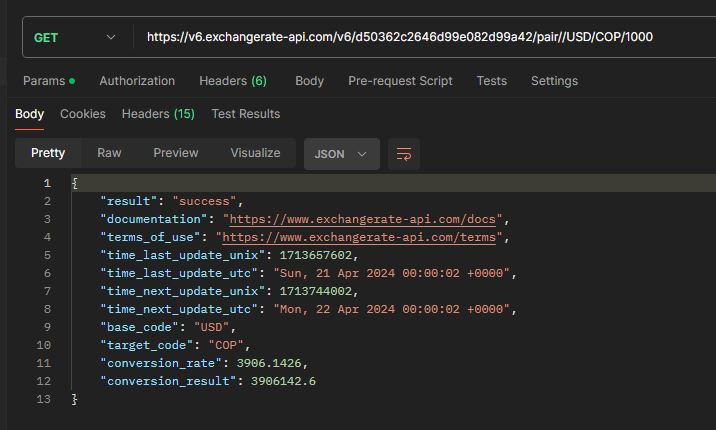 GET https://v6.exchangerate-api.com/v6/d50362c2646d99e082d99a42/pair//USD/COP/1000
Params Authorization Headers (6) Body Pre-request Script Tests Settings
Body Cookies Headers (15) Test Results
Pretty Raw Preview Visualize JSON
1 {
2 "result": "success",
3 "documentation": "https://www.exchangerate-api.com/docs",
4 "terms_of_use": "https://www.exchangerate-api.com/terms",
5 "time_last_update_unix": 1713657602,
6 "time_last_update_utc": "Sun, 21 Apr 2024 00:00:02 +0000",
7 "time_next_update_unix": 1713744002,
8 "time_next_update_utc": "Mon, 22 Apr 2024 00:00:02 +0000",
9 "base_code": "USD",
10 "target_code": "COP",
11 "conversion_rate": 3906.1426,
12 "conversion_result": 3906142.6
13 }